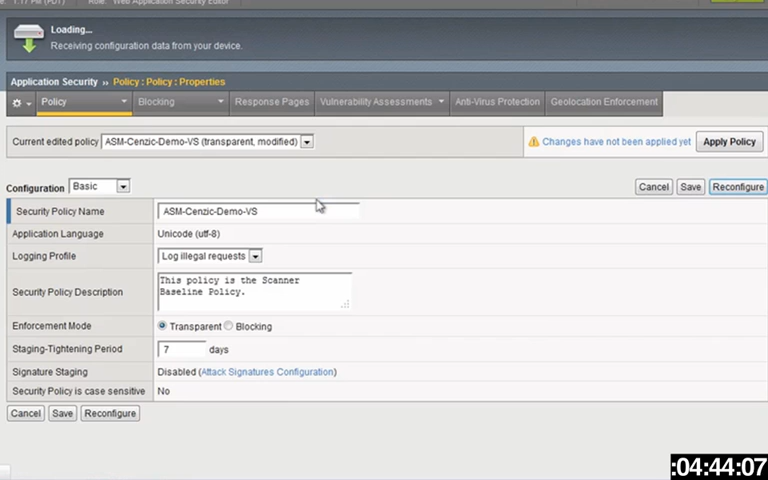 1:17 PM (PDT) Role: Web Application Security Editor
Loading...
Receiving configuration data from your device.
Application Security » Policy : Policy : Properties
Policy Blocking Response Pages Vulnerability Assessments Anti-Virus Protection Geolocation Enforcement
Current edited policy ASM-Cenzic-Demo-VS (transparent, modified) Changes have not been applied yet Apply Policy
Configuration Basic Cancel Save Reconfigure
Security Policy Name ASM-Cenzic-Demo-VS
Application Language Unicode (utf-8)
Logging Profile Log illegal requests
Security Policy Description This policy is the Scanner
Baseline Policy.
Enforcement Mode Transparent Blocking
Staging-Tightening Period 7 days
Signature Staging Disabled (Attack Signatures Configuration)
Security Policy is case sensitive No
Cancel Save Reconfigure
:04:44:07